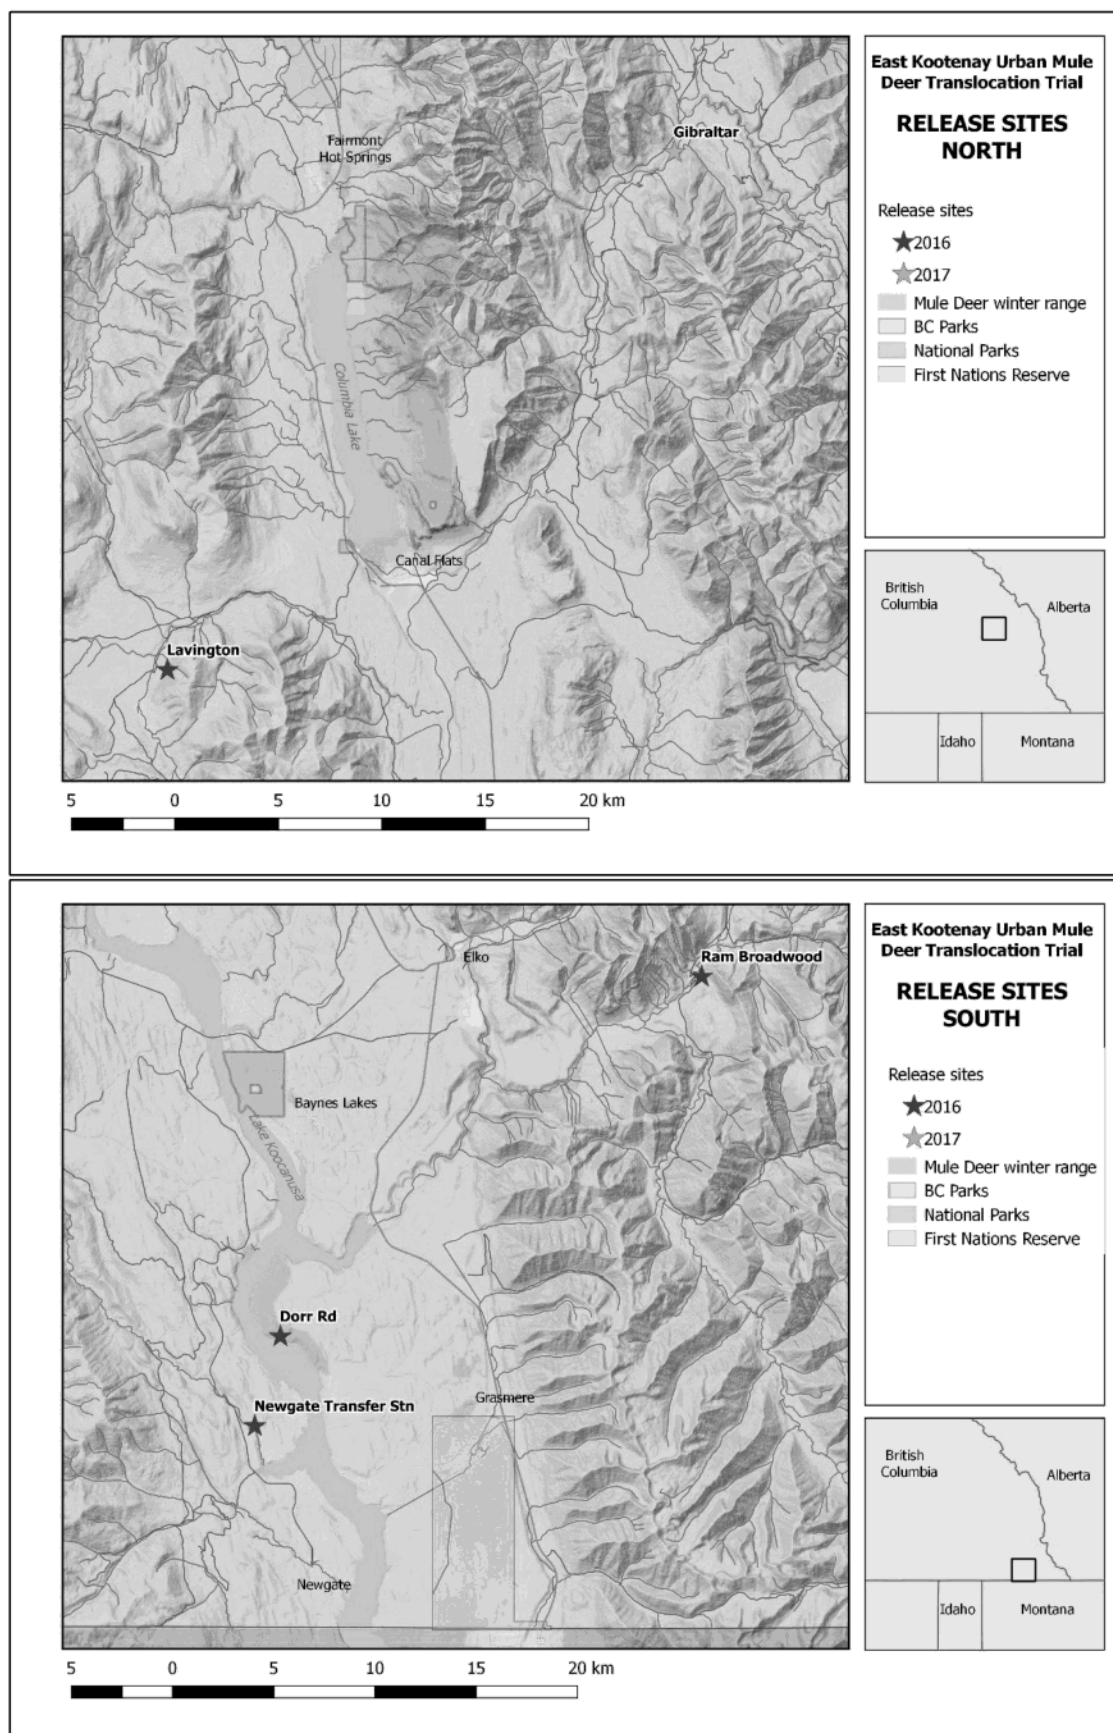 East Kootenay Urban Mule
Deer Translocation Trial
RELEASE SITES
NORTH
Release sites
2016
2017
Mule Deer winter range
BC Parks
National Parks
First Nations Reserve
Gibraltar
Fairmont
Hot Springs
Columbia Lake
Canal Flats
Lavington
British
Columbia
Alberta
Idaho
Montana
5 0 5 10 15 20 km
East Kootenay Urban Mule
Deer Translocation Trial
RELEASE SITES
SOUTH
Release sites
2016
2017
Mule Deer winter range
BC Parks
National Parks
First Nations Reserve
Elko
Ram Broadwood
Baynes Lakes
Lake Koocanusa
Dorr Rd
Newgate Transfer Stn
Grasmere
Newgate
British
Columbia
Alberta
Idaho
Montana
5 0 5 10 15 20 km